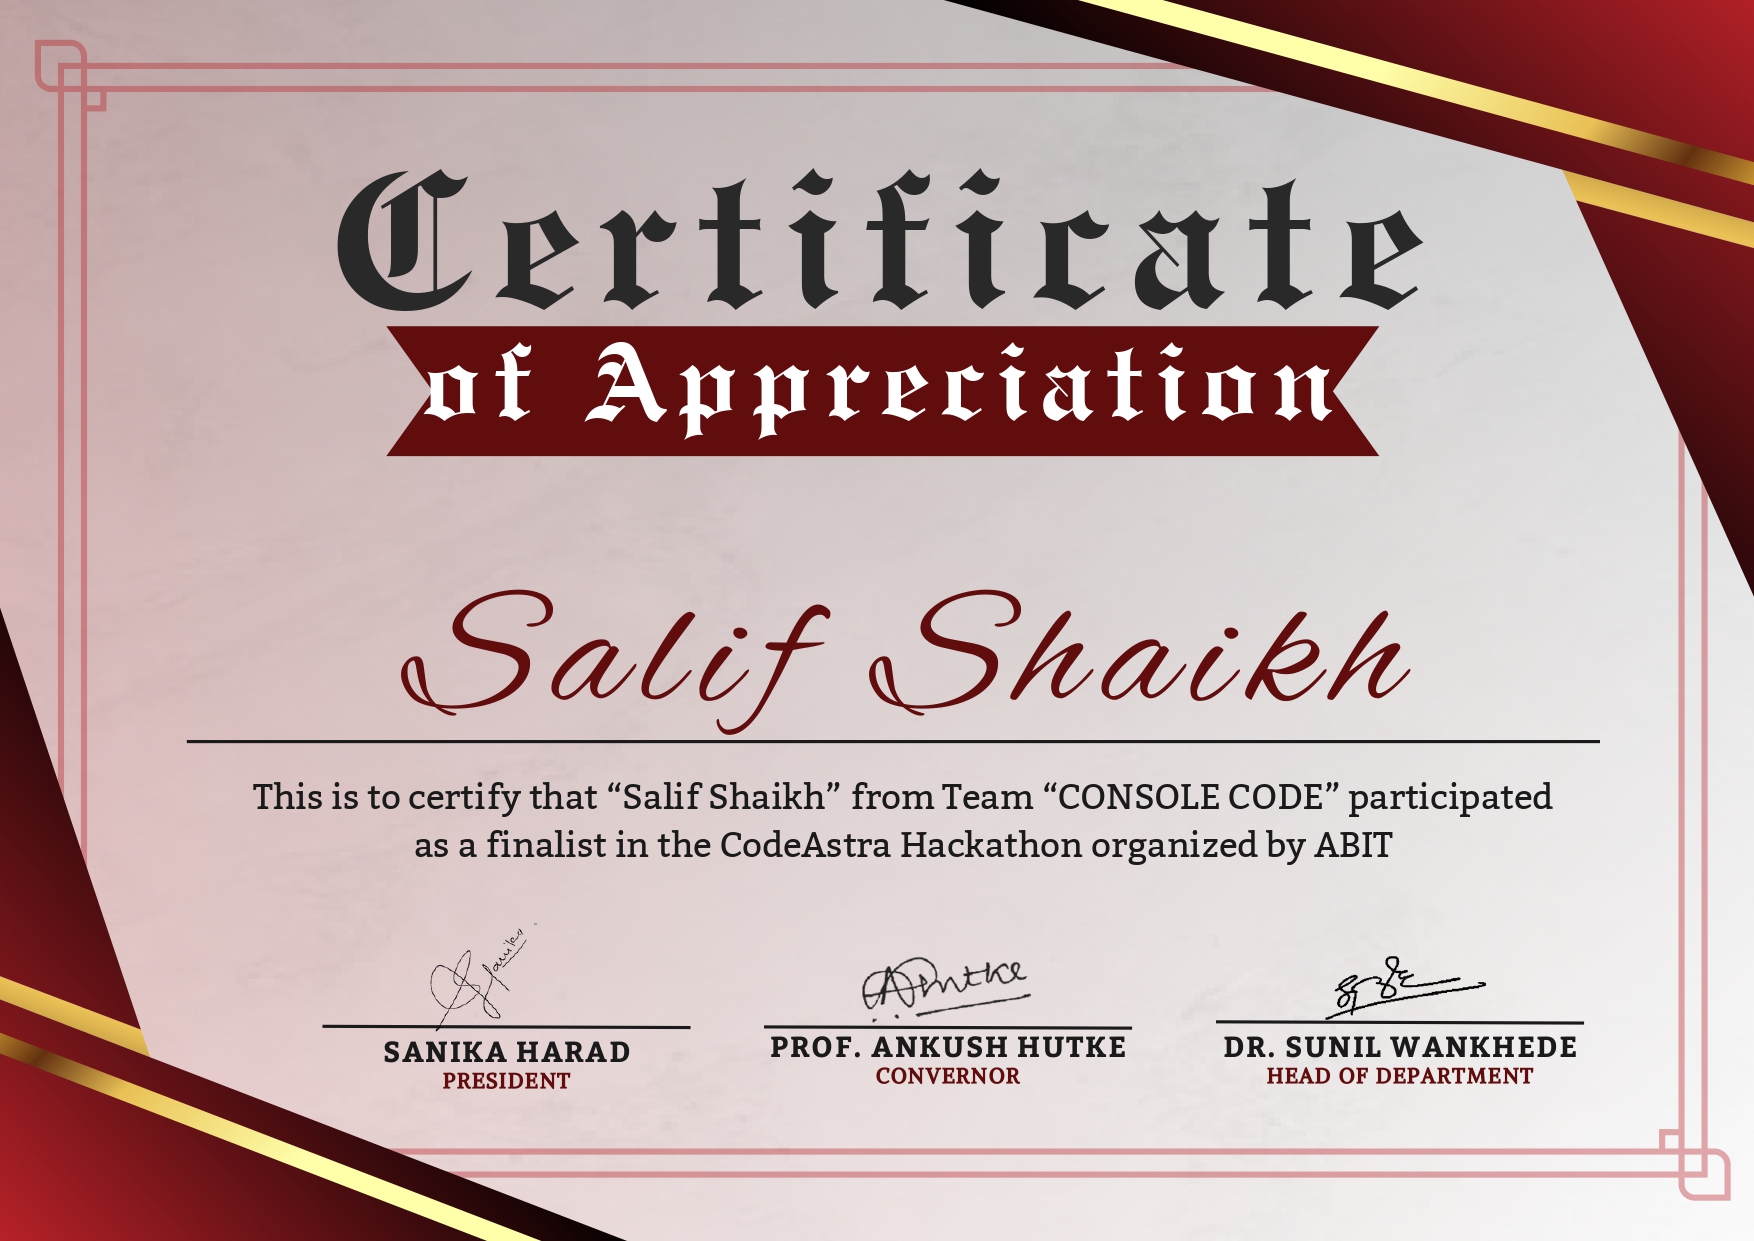 Certificate
of Appreciation
Salif Shaikh
This is to certify that “Salif Shaikh” from Team “CONSOLE CODE” participated
as a finalist in the CodeAstra Hackathon organized by ABIT
SANIKA HARAD
PRESIDENT
PROF. ANKUSH HUTKE
CONVERNOR
DR. SUNIL WANKHEDE
HEAD OF DEPARTMENT